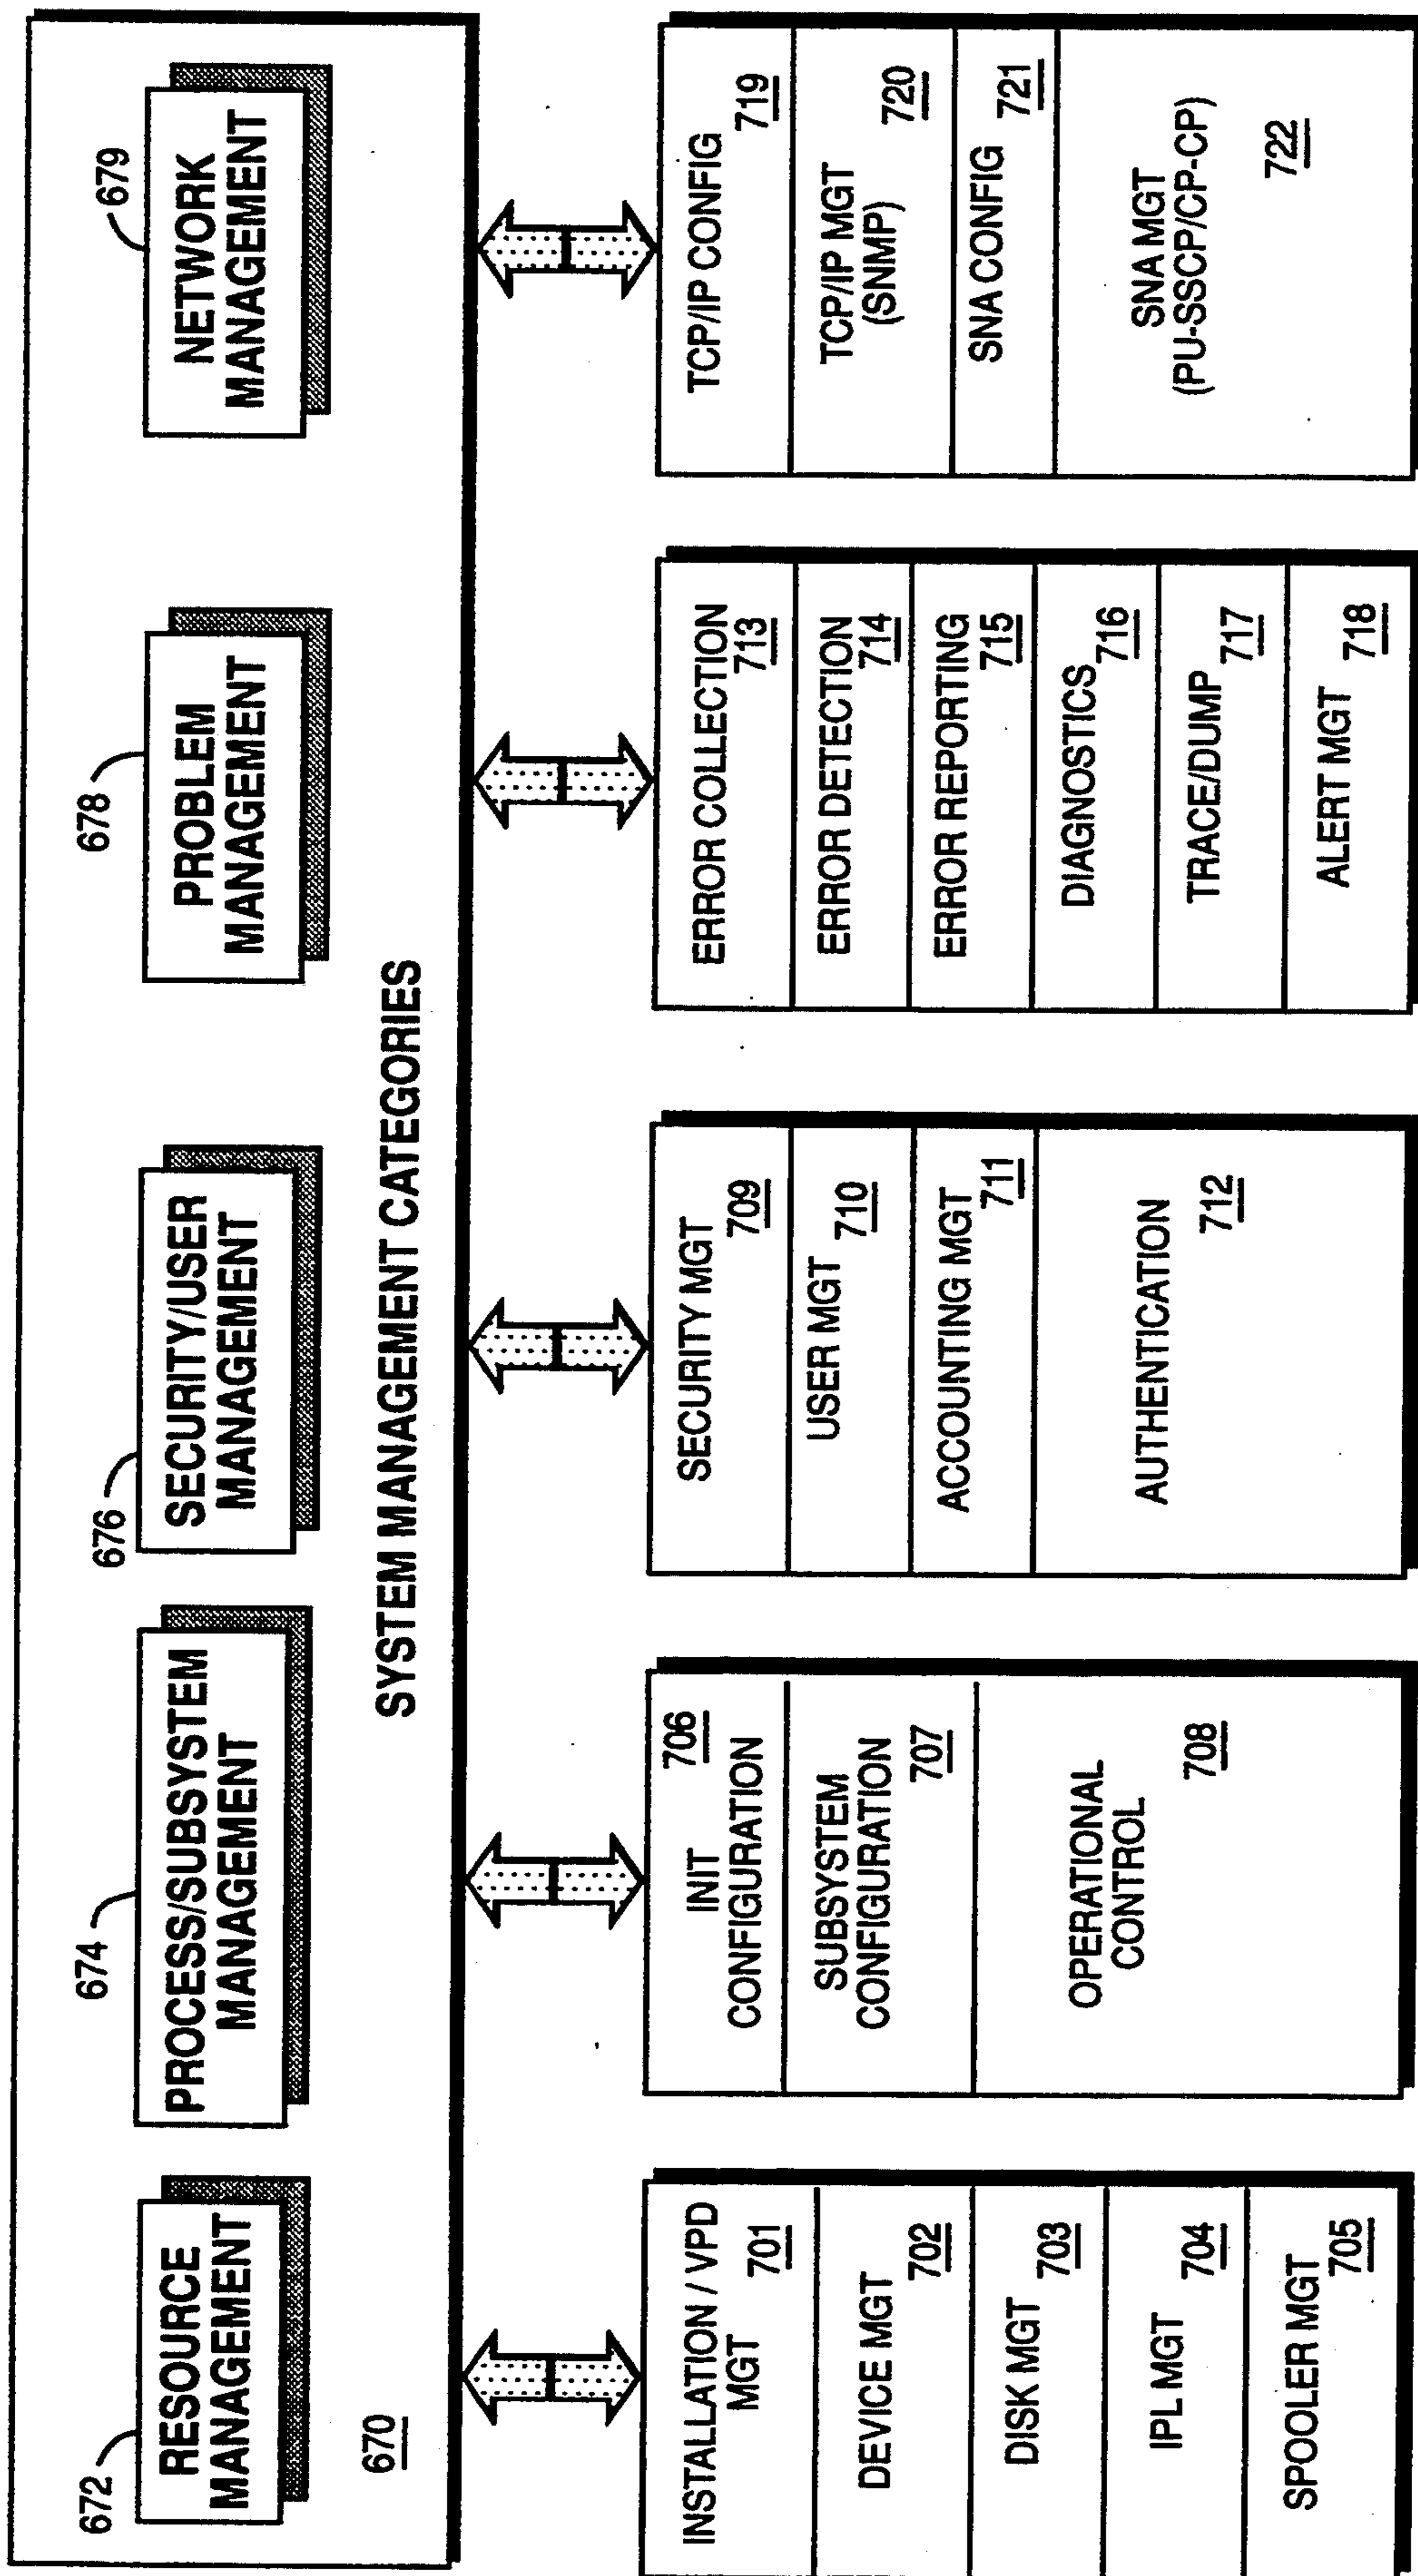 672
RESOURCE
MANAGEMENT
674
PROCESS/SUBSYSTEM
MANAGEMENT
676
SECURITY/USER
MANAGEMENT
678
PROBLEM
MANAGEMENT
679
NETWORK
MANAGEMENT
670
SYSTEM MANAGEMENT CATEGORIES
INSTALLATION / VPD
MGT
701
DEVICE MGT
702
DISK MGT
703
IPL MGT
704
SPOOLER MGT
705
706
INIT
CONFIGURATION
SUBSYSTEM
CONFIGURATION
707
OPERATIONAL
CONTROL
708
SECURITY MGT
709
USER MGT
710
ACCOUNTING MGT
711
AUTHENTICATION
712
ERROR COLLECTION
713
ERROR DETECTION
714
ERROR REPORTING
715
DIAGNOSTICS
716
TRACE/DUMP
717
ALERT MGT
718
TCP/IP CONFIG
719
TCP/IP MGT
(SNMP)
720
SNA CONFIG
721
SNA MGT
(PU-SSCP/CP-CP)
722